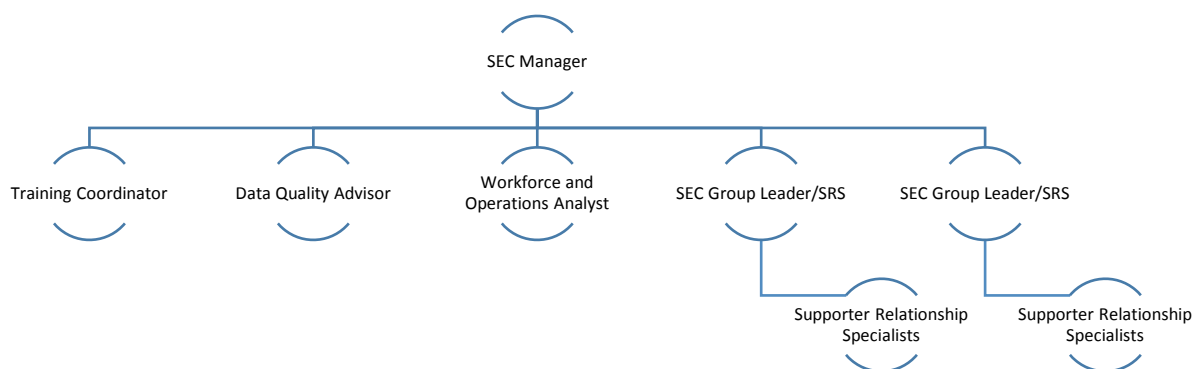 SEC Manager
Training Coordinator
Data Quality Advisor
Workforce and
Operations Analyst
SEC Group Leader/SRS
SEC Group Leader/SRS
Supporter Relationship
Specialists
Supporter Relationship
Specialists